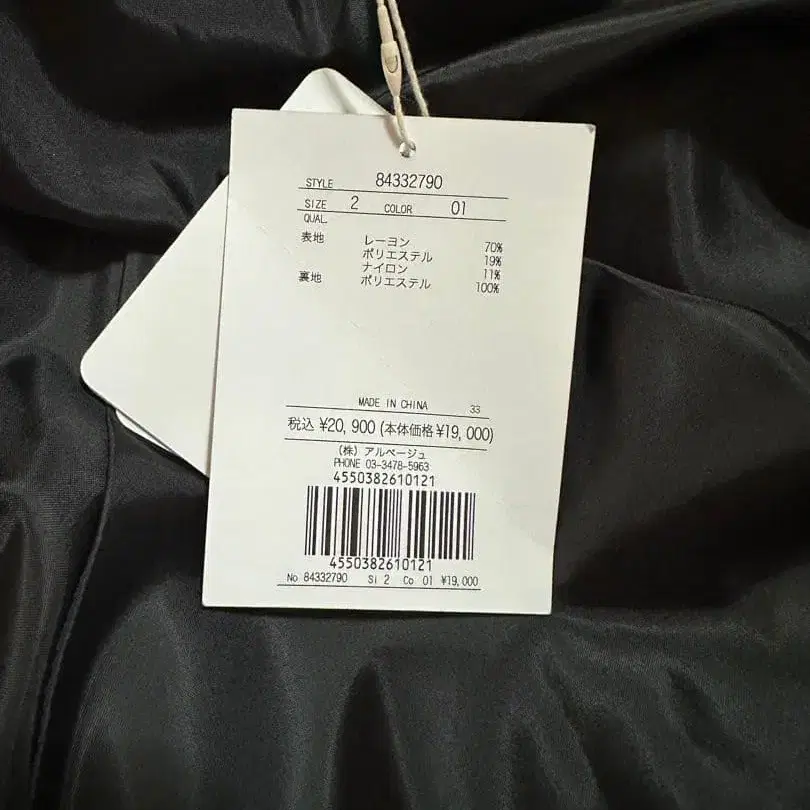 STYLE 84332790
SIZE 2 COLOR 01
QUAL
表地 レーヨン 70%
ポリエステル 19%
ナイロン 11%
裏地 ポリエステル 100%
MADE IN CHINA 33
税込 ¥20,900 (本体価格¥19,000)
(株) アルページュ
PHONE 03-3478-5963
4550382610121
4550382610121
No 84332790 Si 2 Co 01 ¥19,000